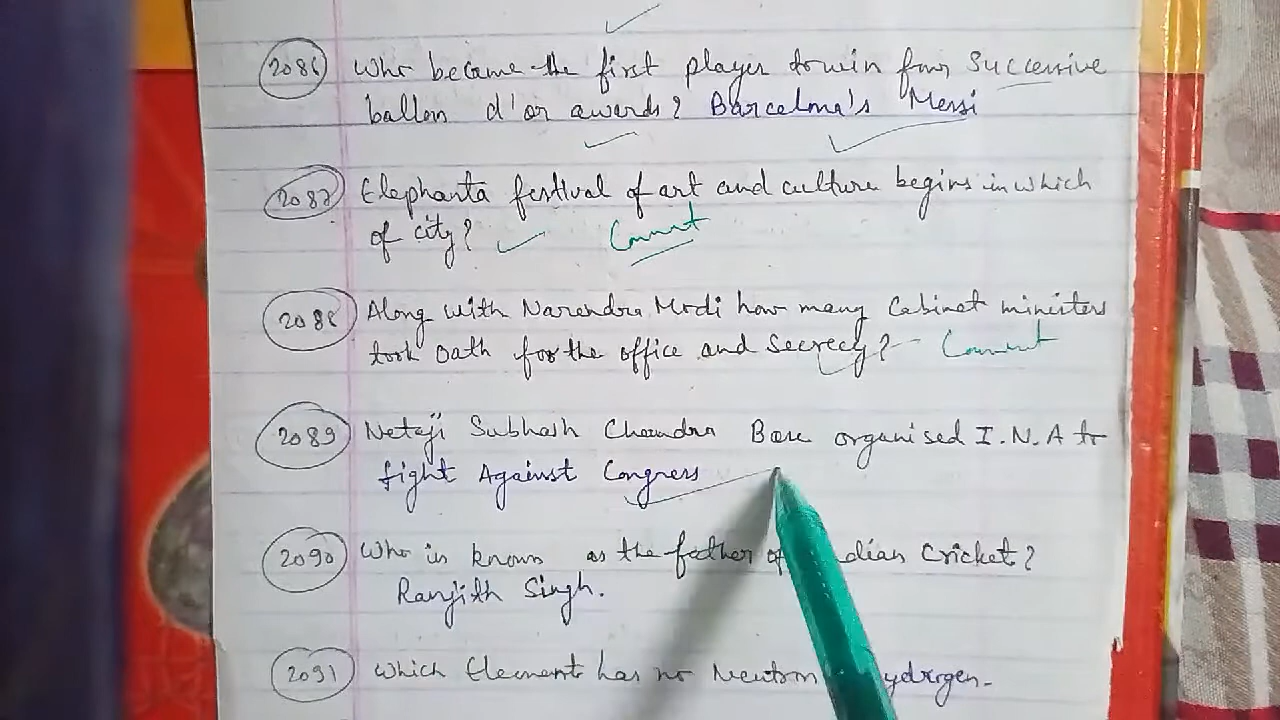 2086 Who became the first player to win four Successive
ballon d'or awards? Barcelona's Messi
2087 Elephanta festival of art and culture begins in which
of city? Comment
2088 Along with Narendra Modi how many Cabinet ministers
took oath for the office and Secrecy? Comment
2089 Netaji Subhash Chandra Bose organised I.N.A to
fight Against Congress
2090 Who is known as the father of dian Cricket?
Ranjith Singh.
2091 Which Element has no Neutron ydrogen.